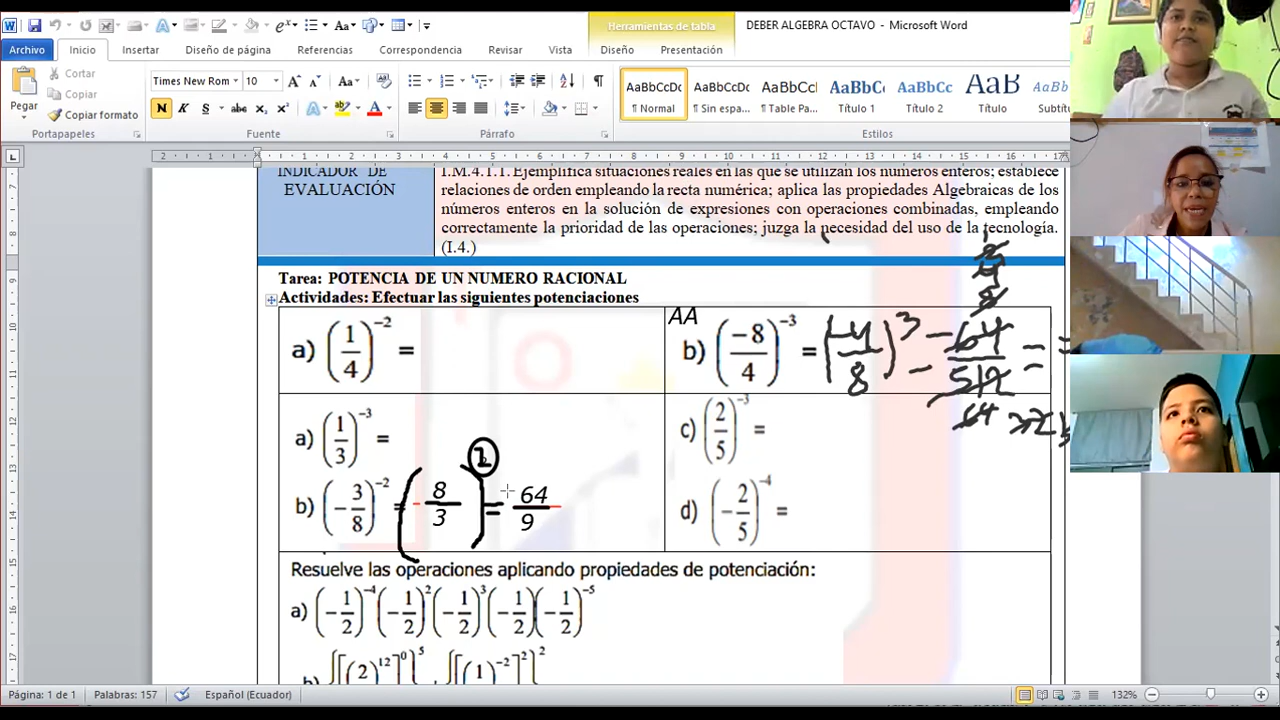 DEBER ALGEBRA OCTAVO - Microsoft Word
Herramientas de tabla
Archivo Inicio Insertar Diseño de página Referencias Correspondencia Revisar Vista Diseño Presentación
Cortar
Copiar
Copiar formato
Pegar
Times New Rom 10
N K S abc x₂ x²
AaBbCcDc AaBbCcDc AaBbCcDc AaBbC AaBbCc AaB AaBbCcL
¶ Normal ¶ Sin espa... ¶ Table Pa... Título 1 Título 2 Título Subtít
Portapapeles Fuente Párrafo Estilos
INDICADOR DE EVALUACIÓN
I.M.4.1.1. Ejemplifica situaciones reales en las que se utilizan los números enteros; establece
relaciones de orden empleando la recta numérica; aplica las propiedades Algebraicas de los
números enteros en la solución de expresiones con operaciones combinadas, empleando
correctamente la prioridad de las operaciones; juzga la necesidad del uso de la tecnología.
(I.4.)
Tarea: POTENCIA DE UN NUMERO RACIONAL
Actividades: Efectuar las siguientes potenciaciones
a) (1/4)⁻² =
AA
b) (-8/4)⁻³ = (-4/8)³ - 64/512 =
a) (1/3)⁻³ =
b) (-3/8)⁻² = (-8/3)² = 64/9
c) (2/5)⁻³ =
d) (-2/5)⁻⁴ =
Resuelve las operaciones aplicando propiedades de potenciación:
a) (-1/2)⁻⁴(-1/2)²(-1/2)³(-1/2)(-1/2)⁻⁵
Página: 1 de 1 Palabras: 157 Español (Ecuador) 132%